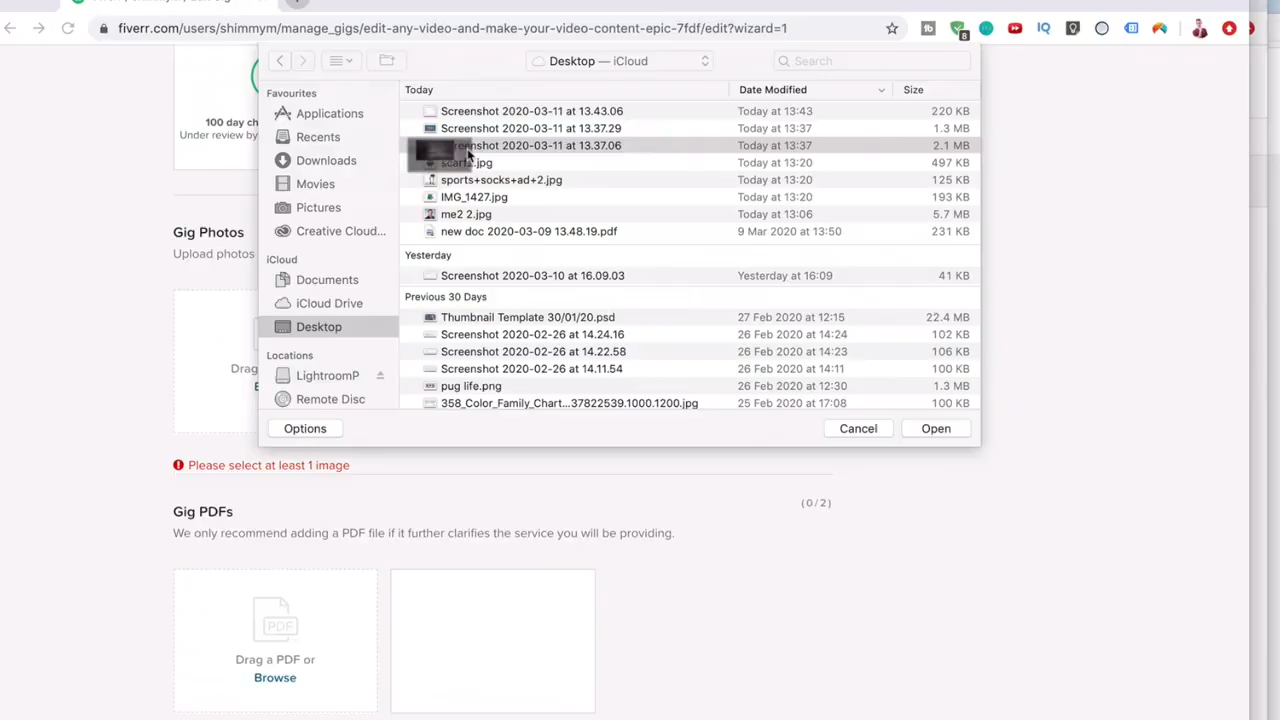 fiverr.com/users/shimmym/manage_gigs/edit-any-video-and-make-your-video-content-epic-7fdf/edit?wizard=1
8
Desktop — iCloud
Search
Favourites
Applications
Recents
Downloads
Movies
Pictures
Creative Cloud...
iCloud
Documents
iCloud Drive
Desktop
Locations
LightroomP
Remote Disc
Today
Date Modified
Size
Screenshot 2020-03-11 at 13.43.06 Today at 13:43 220 KB
Screenshot 2020-03-11 at 13.37.29 Today at 13:37 1.3 MB
2020-03-11 at 13.37.06 Today at 13:37 2.1 MB
.jpg Today at 13:20 497 KB
sports+socks+ad+2.jpg Today at 13:20 125 KB
IMG_1427.jpg Today at 13:20 193 KB
me2 2.jpg Today at 13:06 5.7 MB
new doc 2020-03-09 13.48.19.pdf 9 Mar 2020 at 13:50 231 KB
Yesterday
Screenshot 2020-03-10 at 16.09.03 Yesterday at 16:09 41 KB
Previous 30 Days
Thumbnail Template 30/01/20.psd 27 Feb 2020 at 12:15 22.4 MB
Screenshot 2020-02-26 at 14.24.16 26 Feb 2020 at 14:24 102 KB
Screenshot 2020-02-26 at 14.22.58 26 Feb 2020 at 14:23 106 KB
Screenshot 2020-02-26 at 14.11.54 26 Feb 2020 at 14:11 100 KB
pug life.png 26 Feb 2020 at 12:30 1.3 MB
358_Color_Family_Chart...37822539.1000.1200.jpg 25 Feb 2020 at 17:08 100 KB
Options
Cancel
Open
100 day ch
Under review by
Gig Photos
Upload photos
Drag
Please select at least 1 image
Gig PDFs
(0/2)
We only recommend adding a PDF file if it further clarifies the service you will be providing.
PDF
Drag a PDF or
Browse